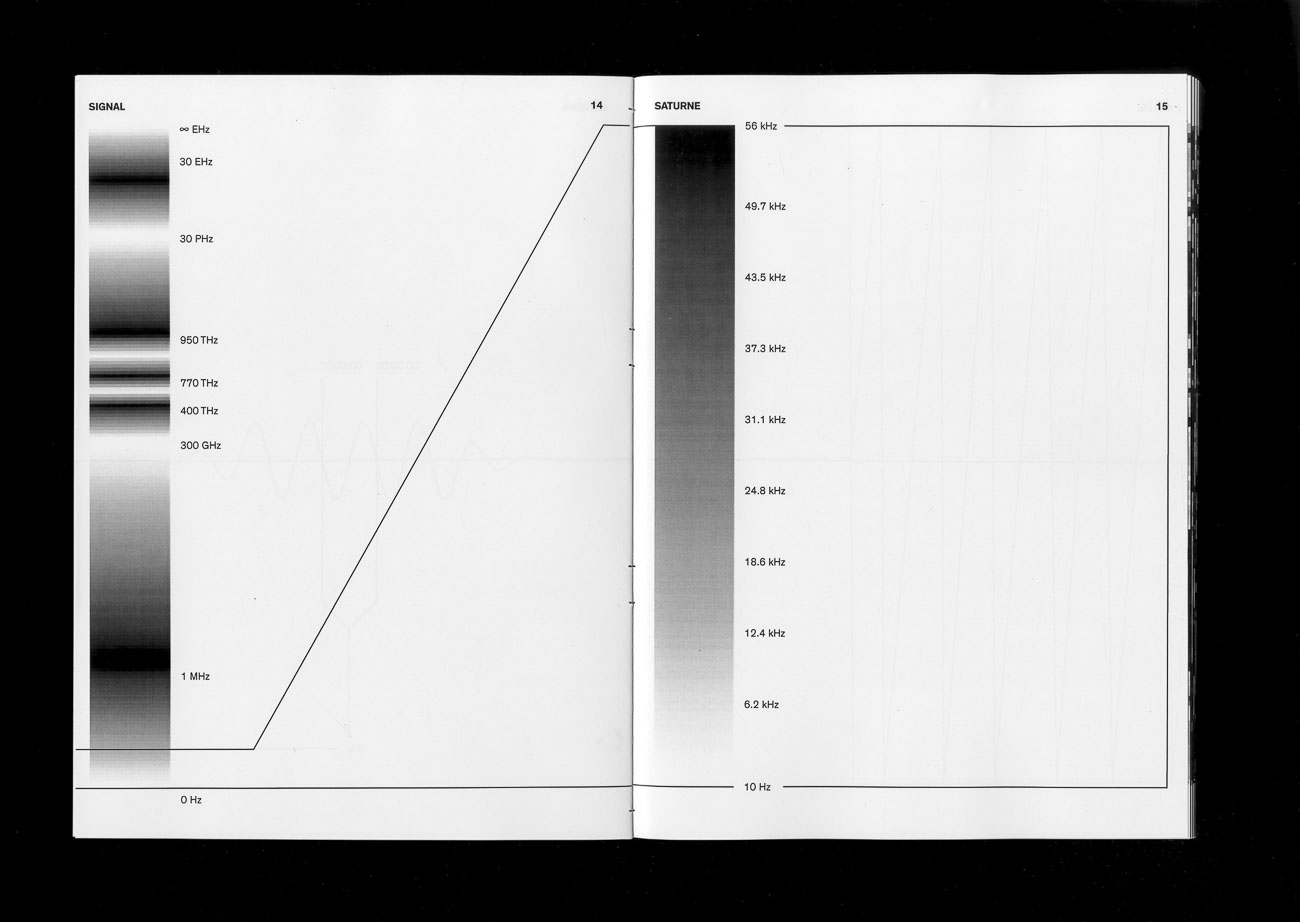 SIGNAL
14
∞ EHz
30 EHz
30 PHz
950 THz
770 THz
400 THz
300 GHz
1 MHz
0 Hz
SATURNE
15
56 kHz
49.7 kHz
43.5 kHz
37.3 kHz
31.1 kHz
24.8 kHz
18.6 kHz
12.4 kHz
6.2 kHz
10 Hz